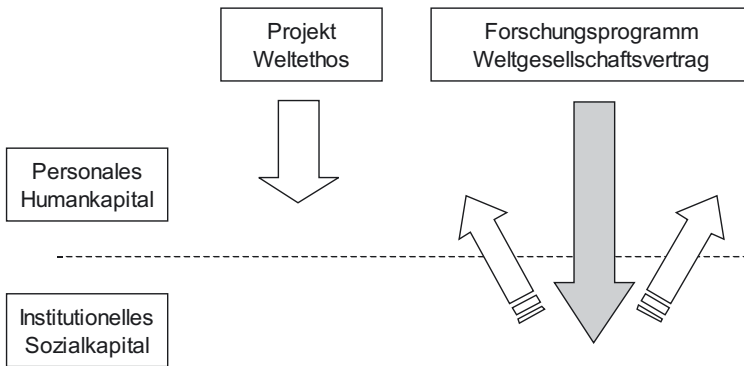 Projekt
Weltethos
Forschungsprogramm
Weltgesellschaftsvertrag
Personales
Humankapital
Institutionelles
Sozialkapital